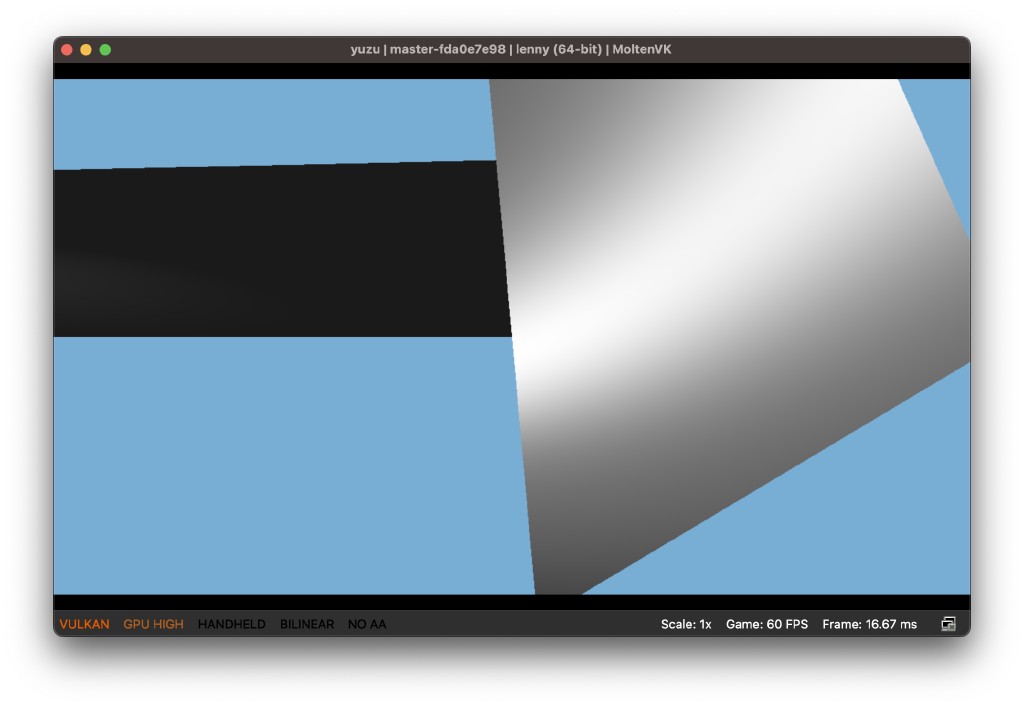 yuzu | master-fda0e7e98 | lenny (64-bit) | MoltenVK
VULKAN GPU HIGH HANDHELD BILINEAR NO AA Scale: 1x Game: 60 FPS Frame: 16.67 ms